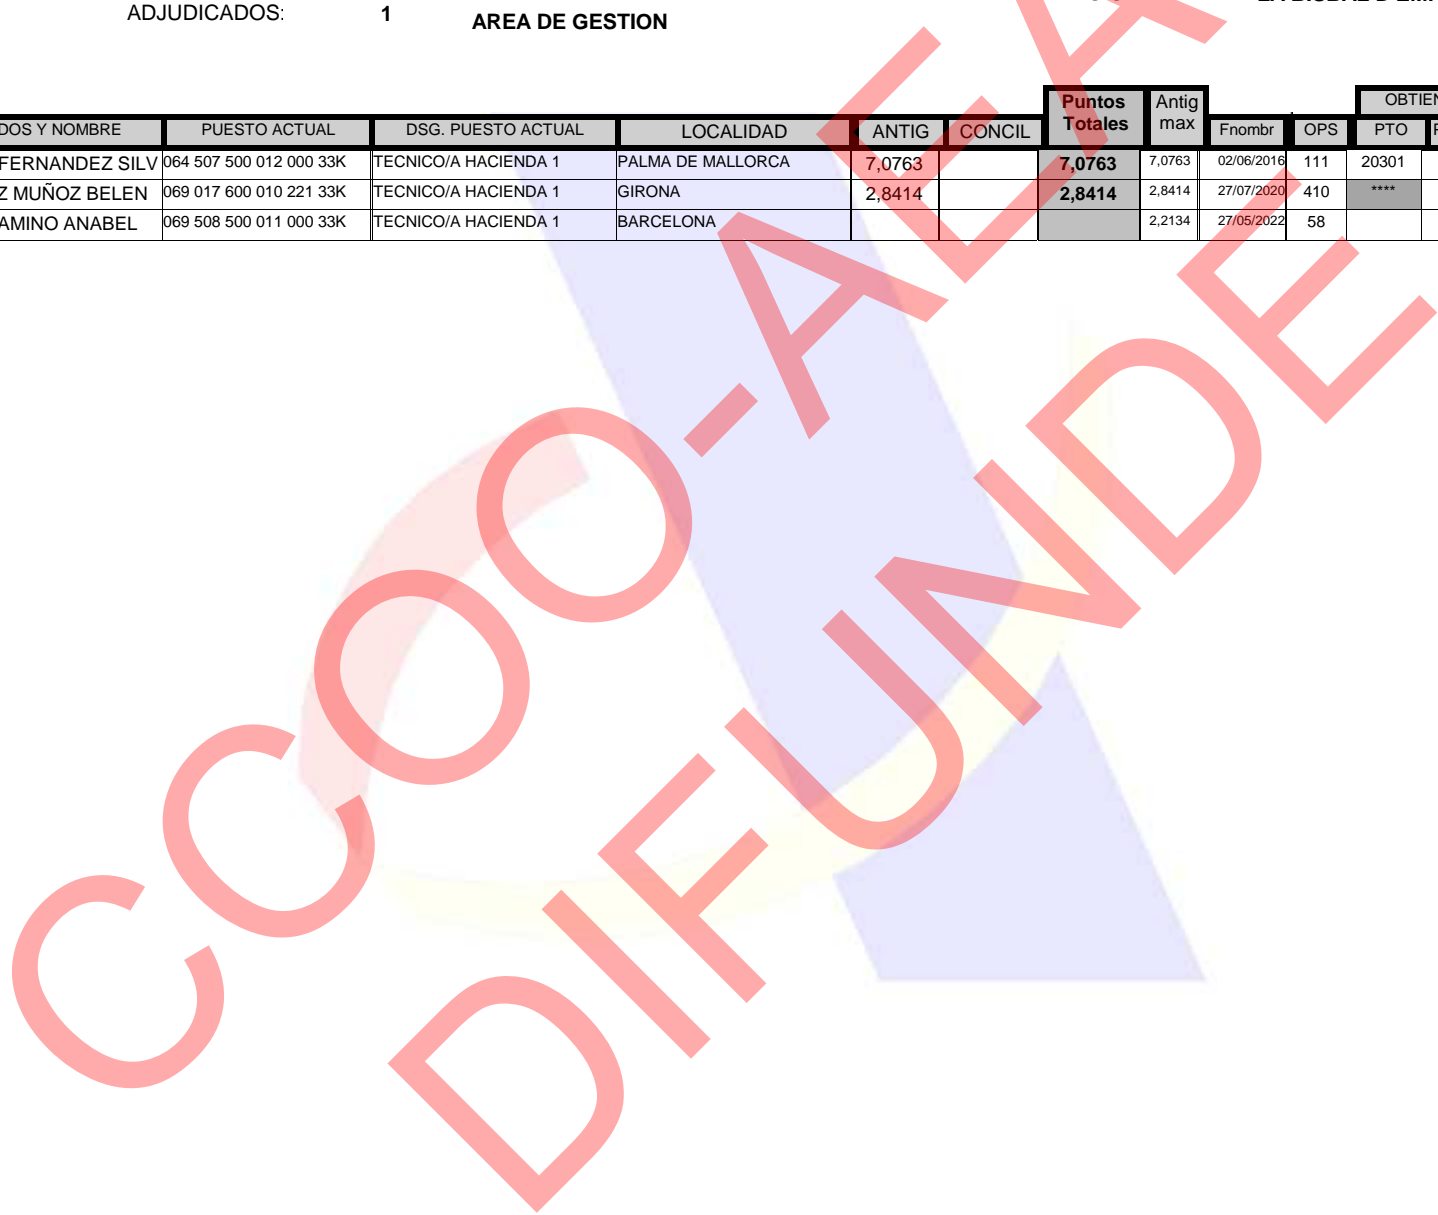 ADJUDICADOS: 1 AREA DE GESTION
Puntos Totales Antig max OBTIEN
DOS Y NOMBRE PUESTO ACTUAL DSG. PUESTO ACTUAL LOCALIDAD ANTIG CONCIL Fnombr OPS PTO
FERNANDEZ SILV 064 507 500 012 000 33K TECNICO/A HACIENDA 1 PALMA DE MALLORCA 7,0763 7,0763 7,0763 02/06/2016 111 20301
Z MUÑOZ BELEN 069 017 600 010 221 33K TECNICO/A HACIENDA 1 GIRONA 2,8414 2,8414 2,8414 27/07/2020 410 ****
AMINO ANABEL 069 508 500 011 000 33K TECNICO/A HACIENDA 1 BARCELONA 2,2134 27/05/2022 58
CCOO-AEA
DIFUNDE